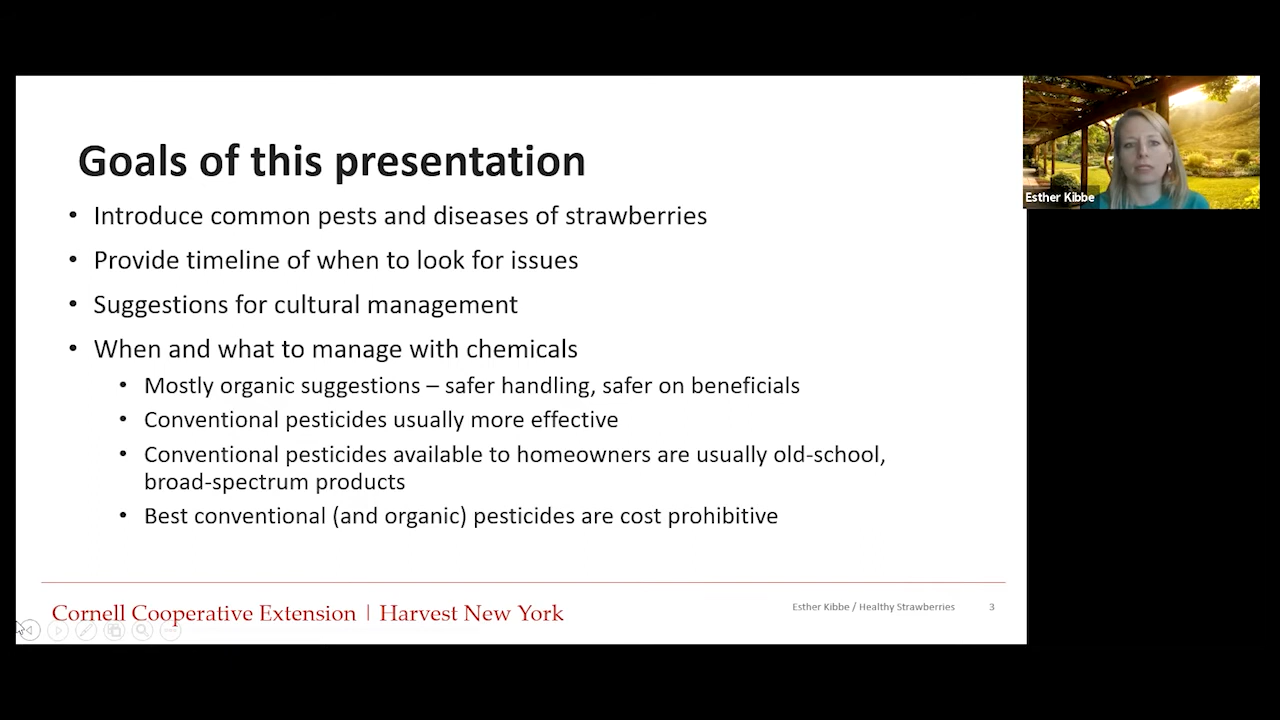 Goals of this presentation
• Introduce common pests and diseases of strawberries
• Provide timeline of when to look for issues
• Suggestions for cultural management
• When and what to manage with chemicals
• Mostly organic suggestions – safer handling, safer on beneficials
• Conventional pesticides usually more effective
• Conventional pesticides available to homeowners are usually old-school,
broad-spectrum products
• Best conventional (and organic) pesticides are cost prohibitive
Cornell Cooperative Extension | Harvest New York
Esther Kibbe / Healthy Strawberries
3
Esther Kibbe